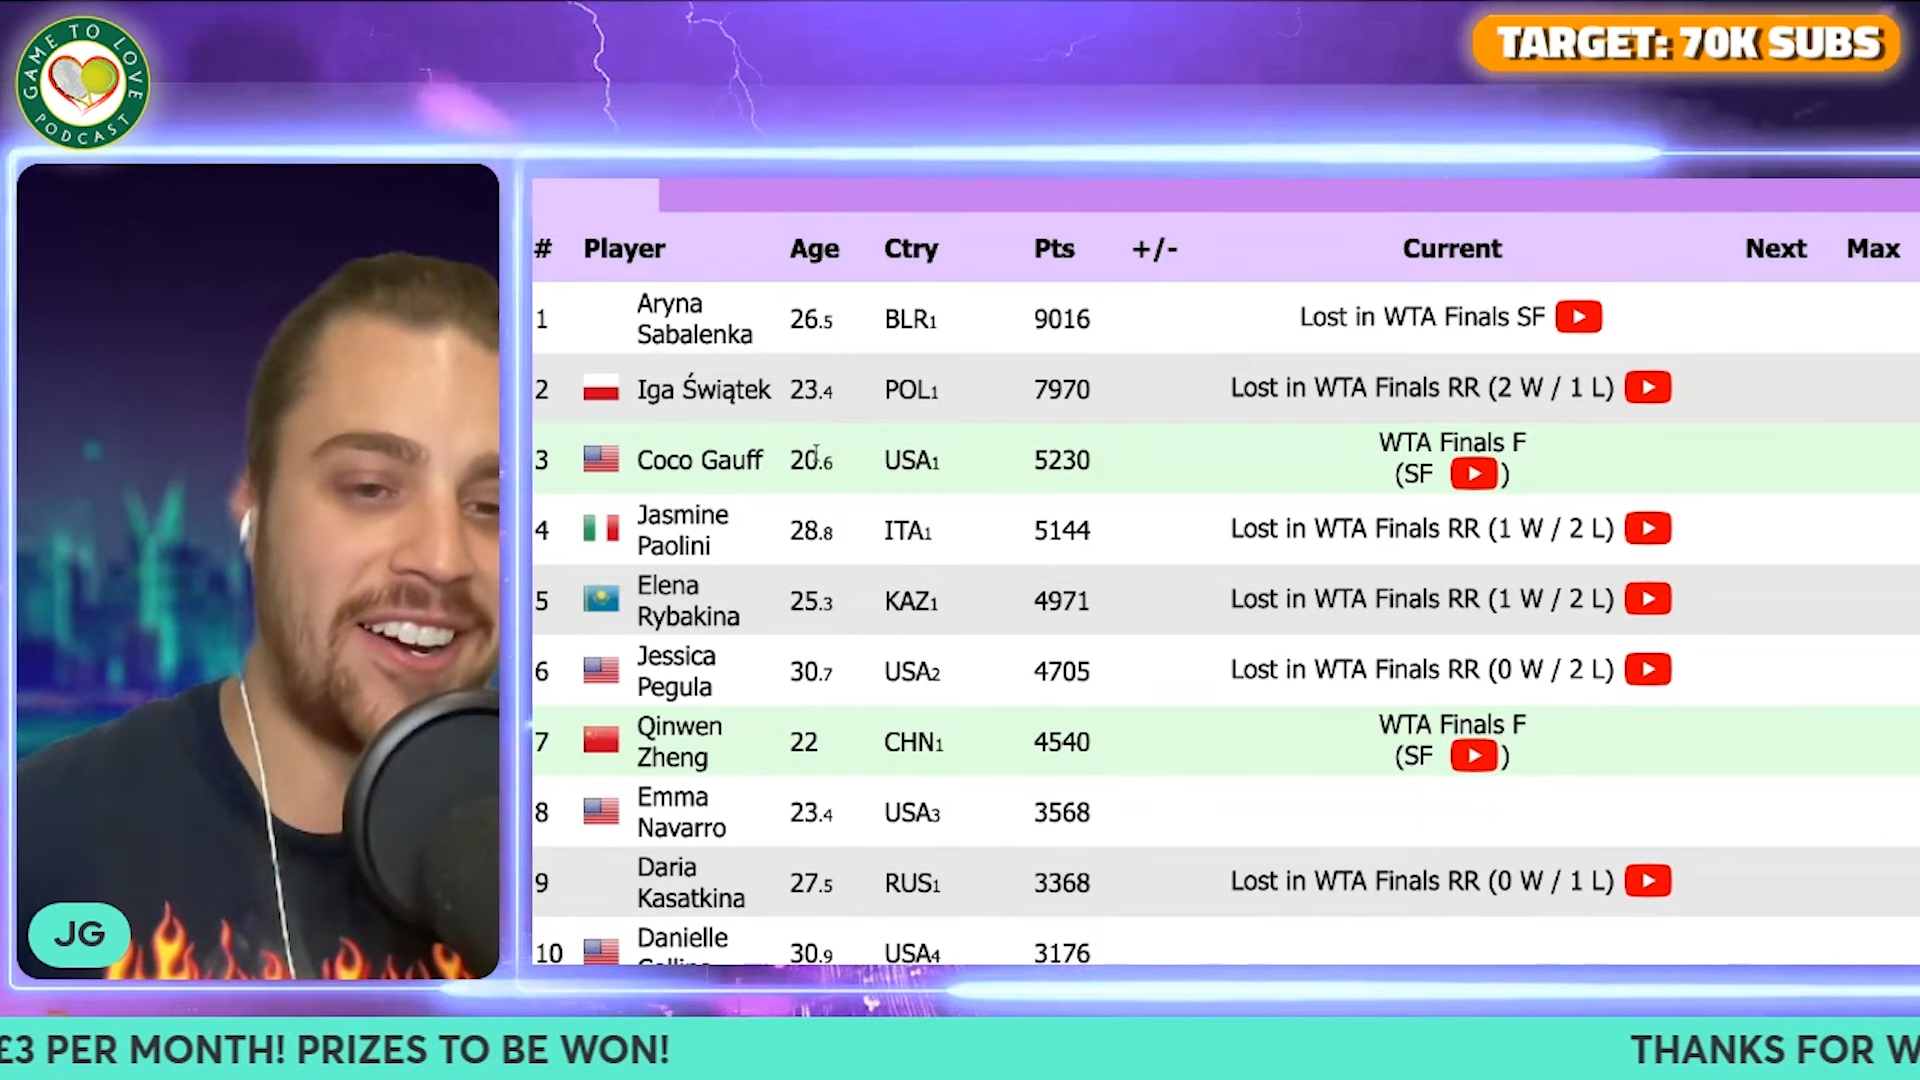 GAME TO LOVE
PODCAST
TARGET: 70K SUBS
# Player Age Ctry Pts +/- Current Next Max
1 Aryna Sabalenka 26.5 BLR1 9016 Lost in WTA Finals SF
2 Iga Świątek 23.4 POL1 7970 Lost in WTA Finals RR (2 W / 1 L)
3 Coco Gauff 20.6 USA1 5230 WTA Finals F (SF )
4 Jasmine Paolini 28.8 ITA1 5144 Lost in WTA Finals RR (1 W / 2 L)
5 Elena Rybakina 25.3 KAZ1 4971 Lost in WTA Finals RR (1 W / 2 L)
6 Jessica Pegula 30.7 USA2 4705 Lost in WTA Finals RR (0 W / 2 L)
7 Qinwen Zheng 22 CHN1 4540 WTA Finals F (SF )
8 Emma Navarro 23.4 USA3 3568
9 Daria Kasatkina 27.5 RUS1 3368 Lost in WTA Finals RR (0 W / 1 L)
10 Danielle 30.9 USA4 3176
JG
£3 PER MONTH! PRIZES TO BE WON!
THANKS FOR W